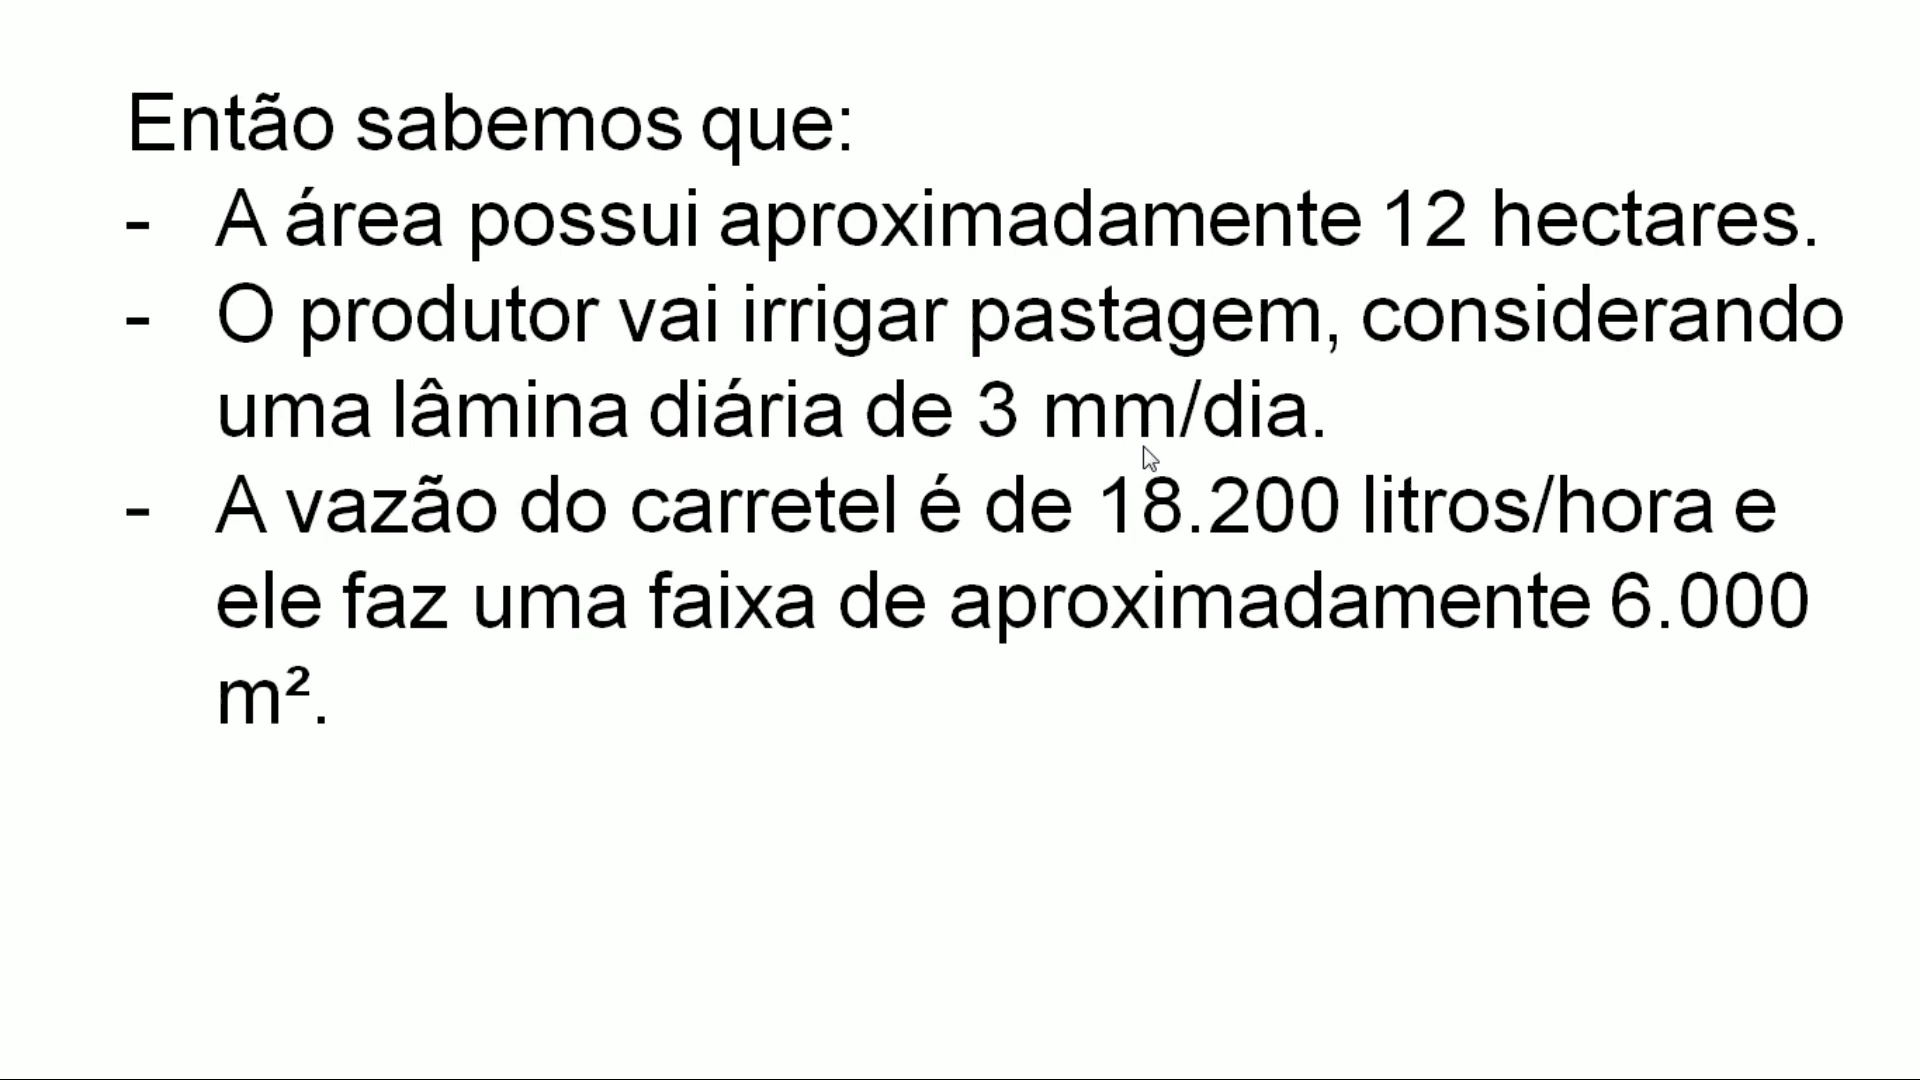 Então sabemos que:
- A área possui aproximadamente 12 hectares.
- O produtor vai irrigar pastagem, considerando
uma lâmina diária de 3 mm/dia.
- A vazão do carretel é de 18.200 litros/hora e
ele faz uma faixa de aproximadamente 6.000
m².